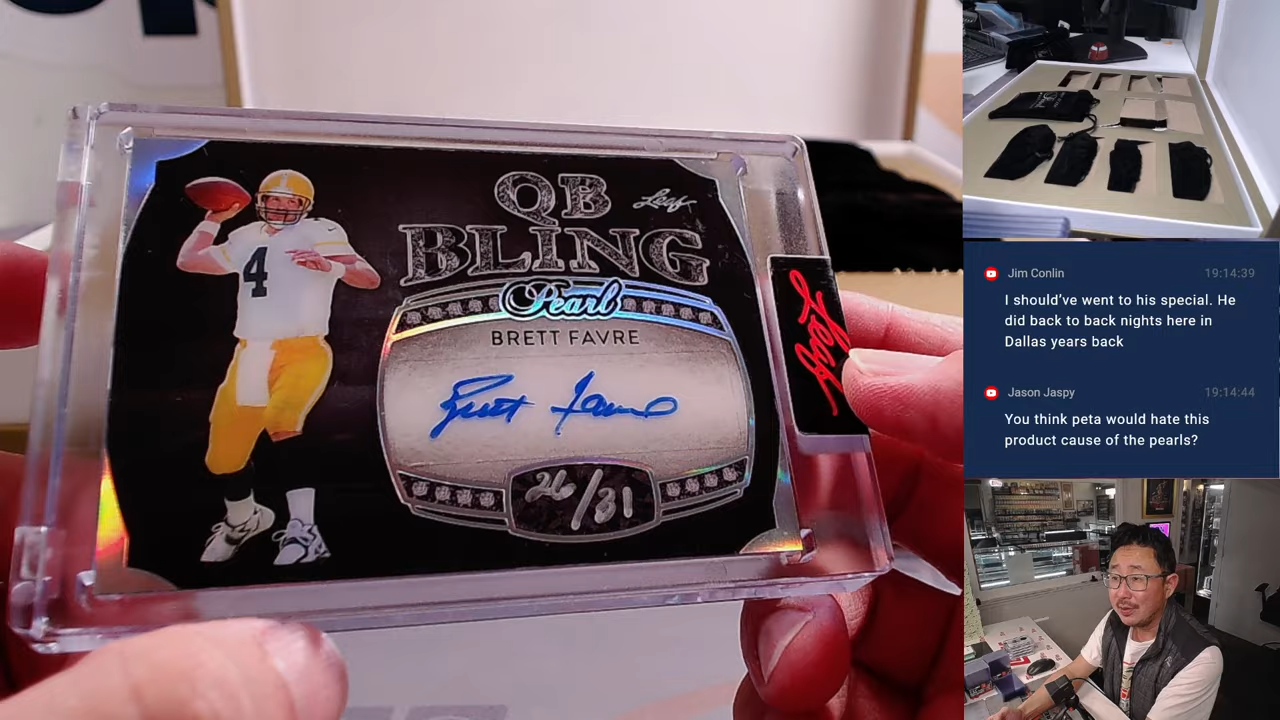 QB
Leaf
BLING
Pearl
BRETT FAVRE
Brett Favre
26/31
4
Leaf
Jim Conlin
19:14:39
I should've went to his special. He
did back to back nights here in
Dallas years back
Jason Jaspy
19:14:44
You think peta would hate this
product cause of the pearls?